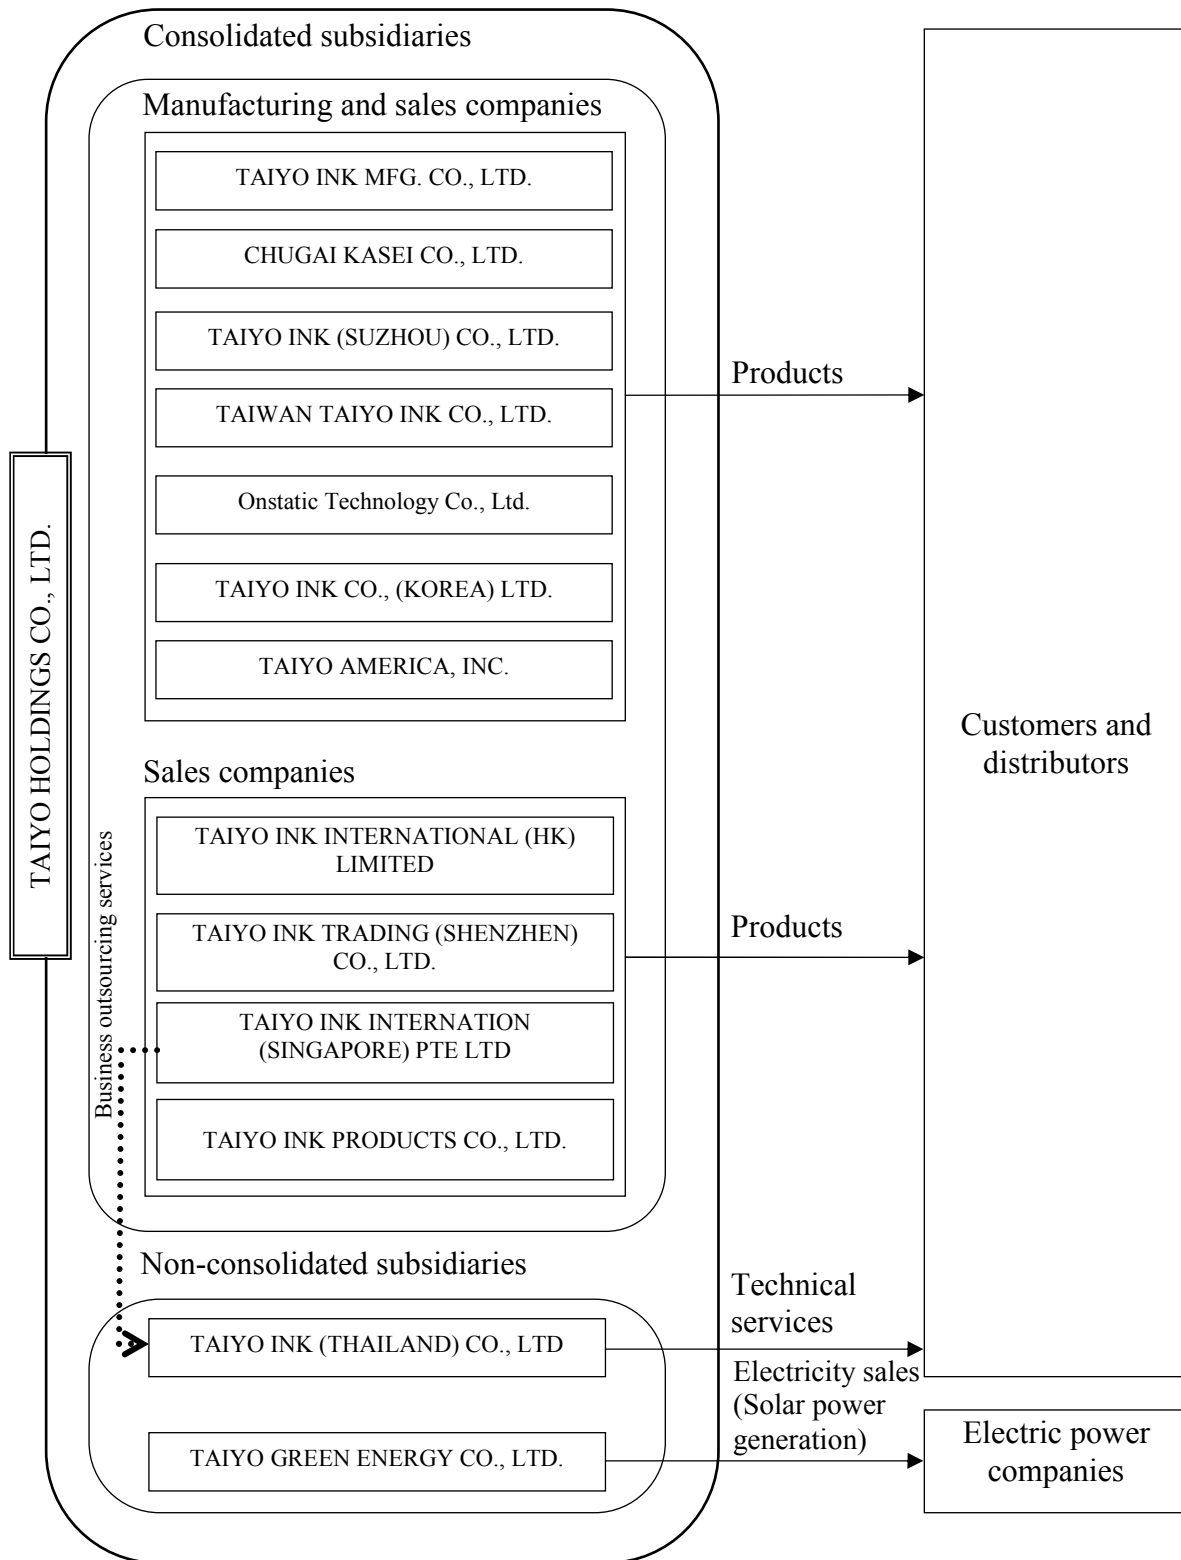 Consolidated subsidiaries
Manufacturing and sales companies
TAIYO INK MFG. CO., LTD.
CHUGAI KASEI CO., LTD.
TAIYO INK (SUZHOU) CO., LTD.
TAIWAN TAIYO INK CO., LTD.
Onstatic Technology Co., Ltd.
TAIYO INK CO., (KOREA) LTD.
TAIYO AMERICA, INC.
Products
TAIYO HOLDINGS CO., LTD.
Customers and
distributors
Sales companies
TAIYO INK INTERNATIONAL (HK)
LIMITED
TAIYO INK TRADING (SHENZHEN)
CO., LTD.
TAIYO INK INTERNATION
(SINGAPORE) PTE LTD
TAIYO INK PRODUCTS CO., LTD.
Products
Business outsourcing services
Non-consolidated subsidiaries
TAIYO INK (THAILAND) CO., LTD
Technical
services
TAIYO GREEN ENERGY CO., LTD.
Electricity sales
(Solar power
generation)
Electric power
companies